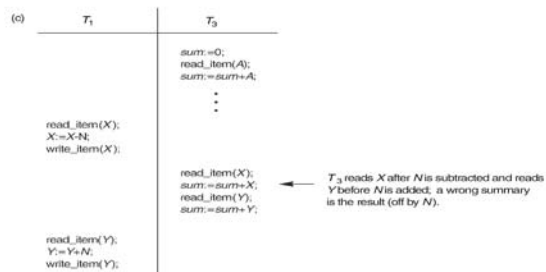 (c)
T1
T3
sum:=0;
read_item(A);
sum:=sum+A;
read_item(X);
X:=X-N;
write_item(X);
read_item(X);
sum:=sum+X;
read_item(Y);
sum:=sum+Y;
T3 reads X after N is subtracted and reads
Y before N is added; a wrong summary
is the result (off by N).
read_item(Y);
Y:=Y+N;
write_item(Y);